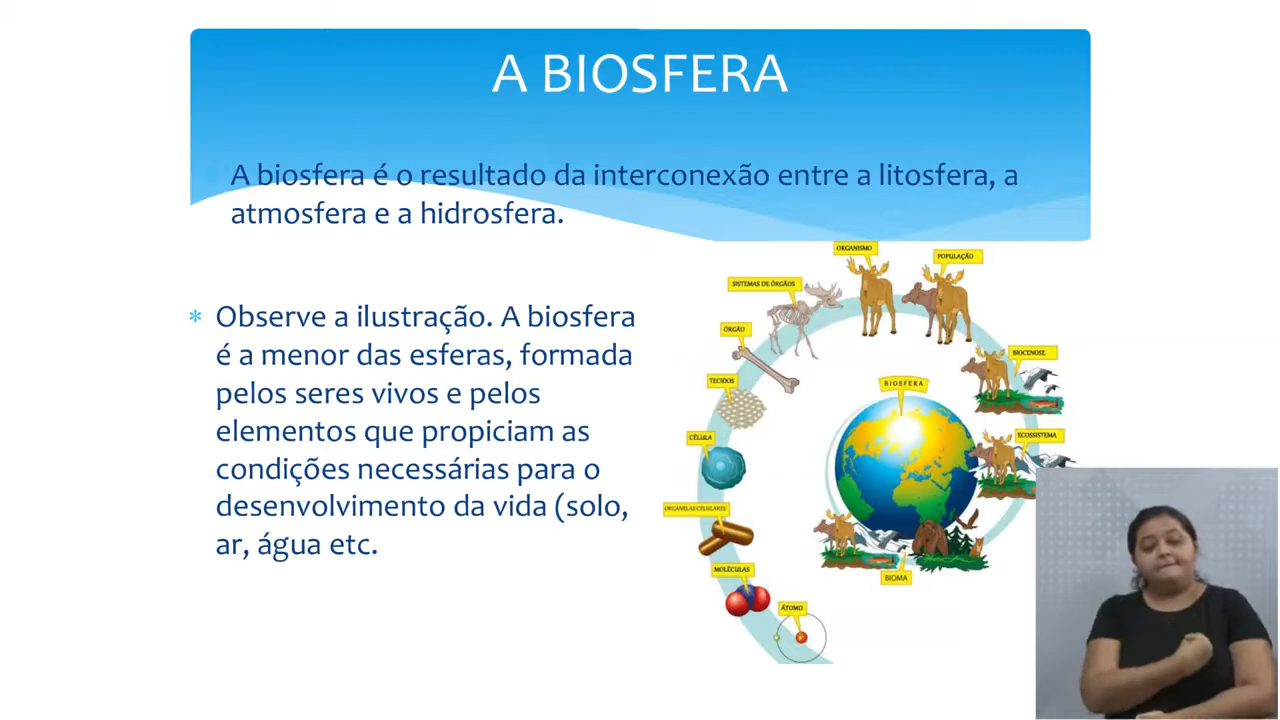 A BIOSFERA
A biosfera é o resultado da interconexão entre a litosfera, a
atmosfera e a hidrosfera.
* Observe a ilustração. A biosfera
é a menor das esferas, formada
pelos seres vivos e pelos
elementos que propiciam as
condições necessárias para o
desenvolvimento da vida (solo,
ar, água etc.
ORGANISMO
POPULAÇÃO
SISTEMAS DE ÓRGÃOS
ÓRGÃO
BIOCENOSE
TECIDOS
BIOSFERA
CÉLULA
ECOSSISTEMA
ORGANELAS CELULARES
MOLÉCULAS
BIOMA
ÁTOMO